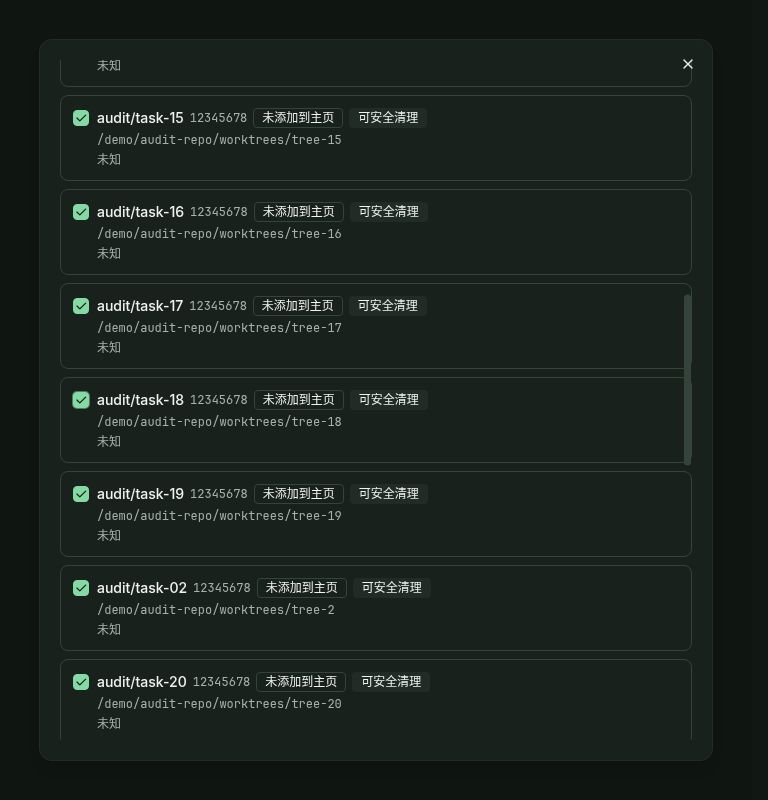 未知
audit/task-15 12345678 未添加到主页 可安全清理
/demo/audit-repo/worktrees/tree-15
未知
audit/task-16 12345678 未添加到主页 可安全清理
/demo/audit-repo/worktrees/tree-16
未知
audit/task-17 12345678 未添加到主页 可安全清理
/demo/audit-repo/worktrees/tree-17
未知
audit/task-18 12345678 未添加到主页 可安全清理
/demo/audit-repo/worktrees/tree-18
未知
audit/task-19 12345678 未添加到主页 可安全清理
/demo/audit-repo/worktrees/tree-19
未知
audit/task-02 12345678 未添加到主页 可安全清理
/demo/audit-repo/worktrees/tree-2
未知
audit/task-20 12345678 未添加到主页 可安全清理
/demo/audit-repo/worktrees/tree-20
未知